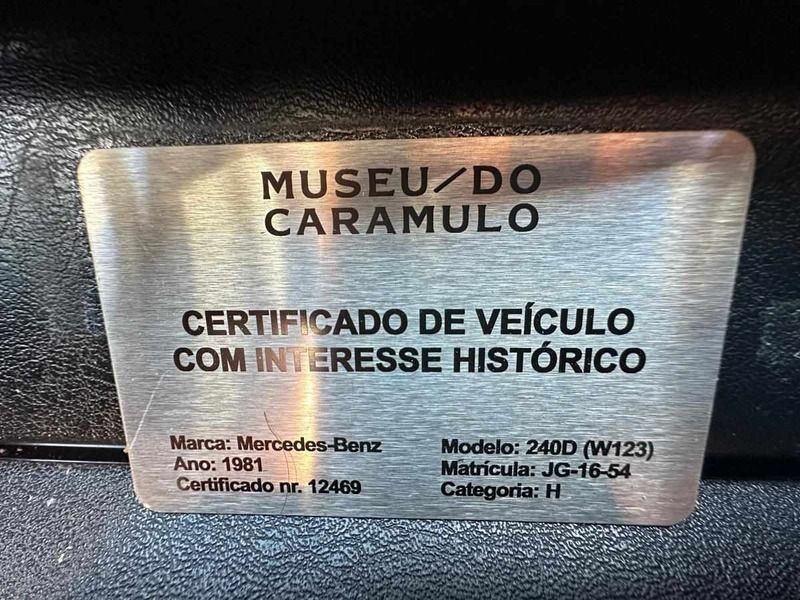 MUSEU/DO
CARAMULO
CERTIFICADO DE VEÍCULO
COM INTERESSE HISTÓRICO
Marca: Mercedes-Benz
Ano: 1981
Certificado nr. 12469
Modelo: 240D (W123)
Matrícula: JG-16-54
Categoria: H